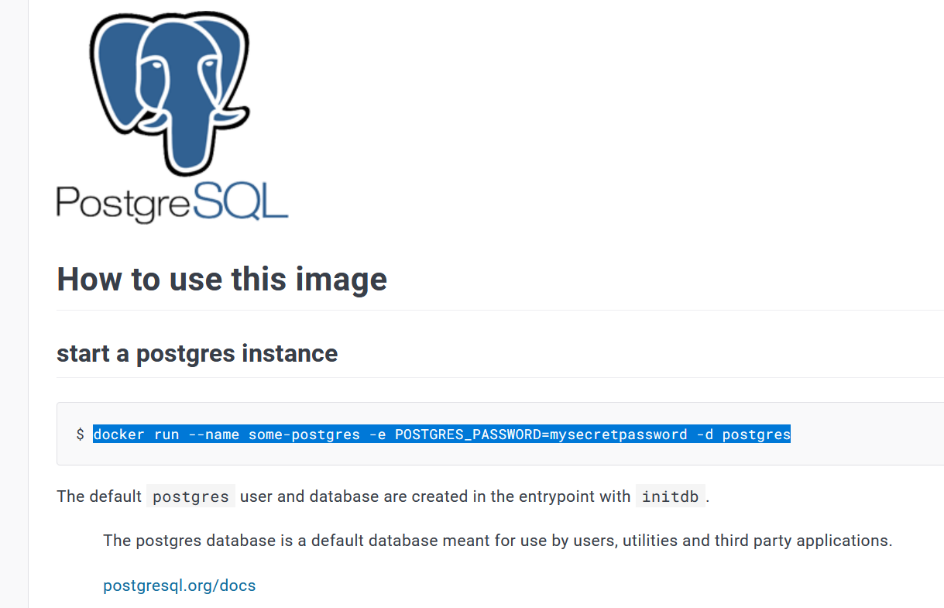 PostgreSQL
How to use this image
start a postgres instance
$ docker run --name some-postgres -e POSTGRES_PASSWORD=mysecretpassword -d postgres
The default postgres user and database are created in the entrypoint with initdb.
The postgres database is a default database meant for use by users, utilities and third party applications.
postgresql.org/docs